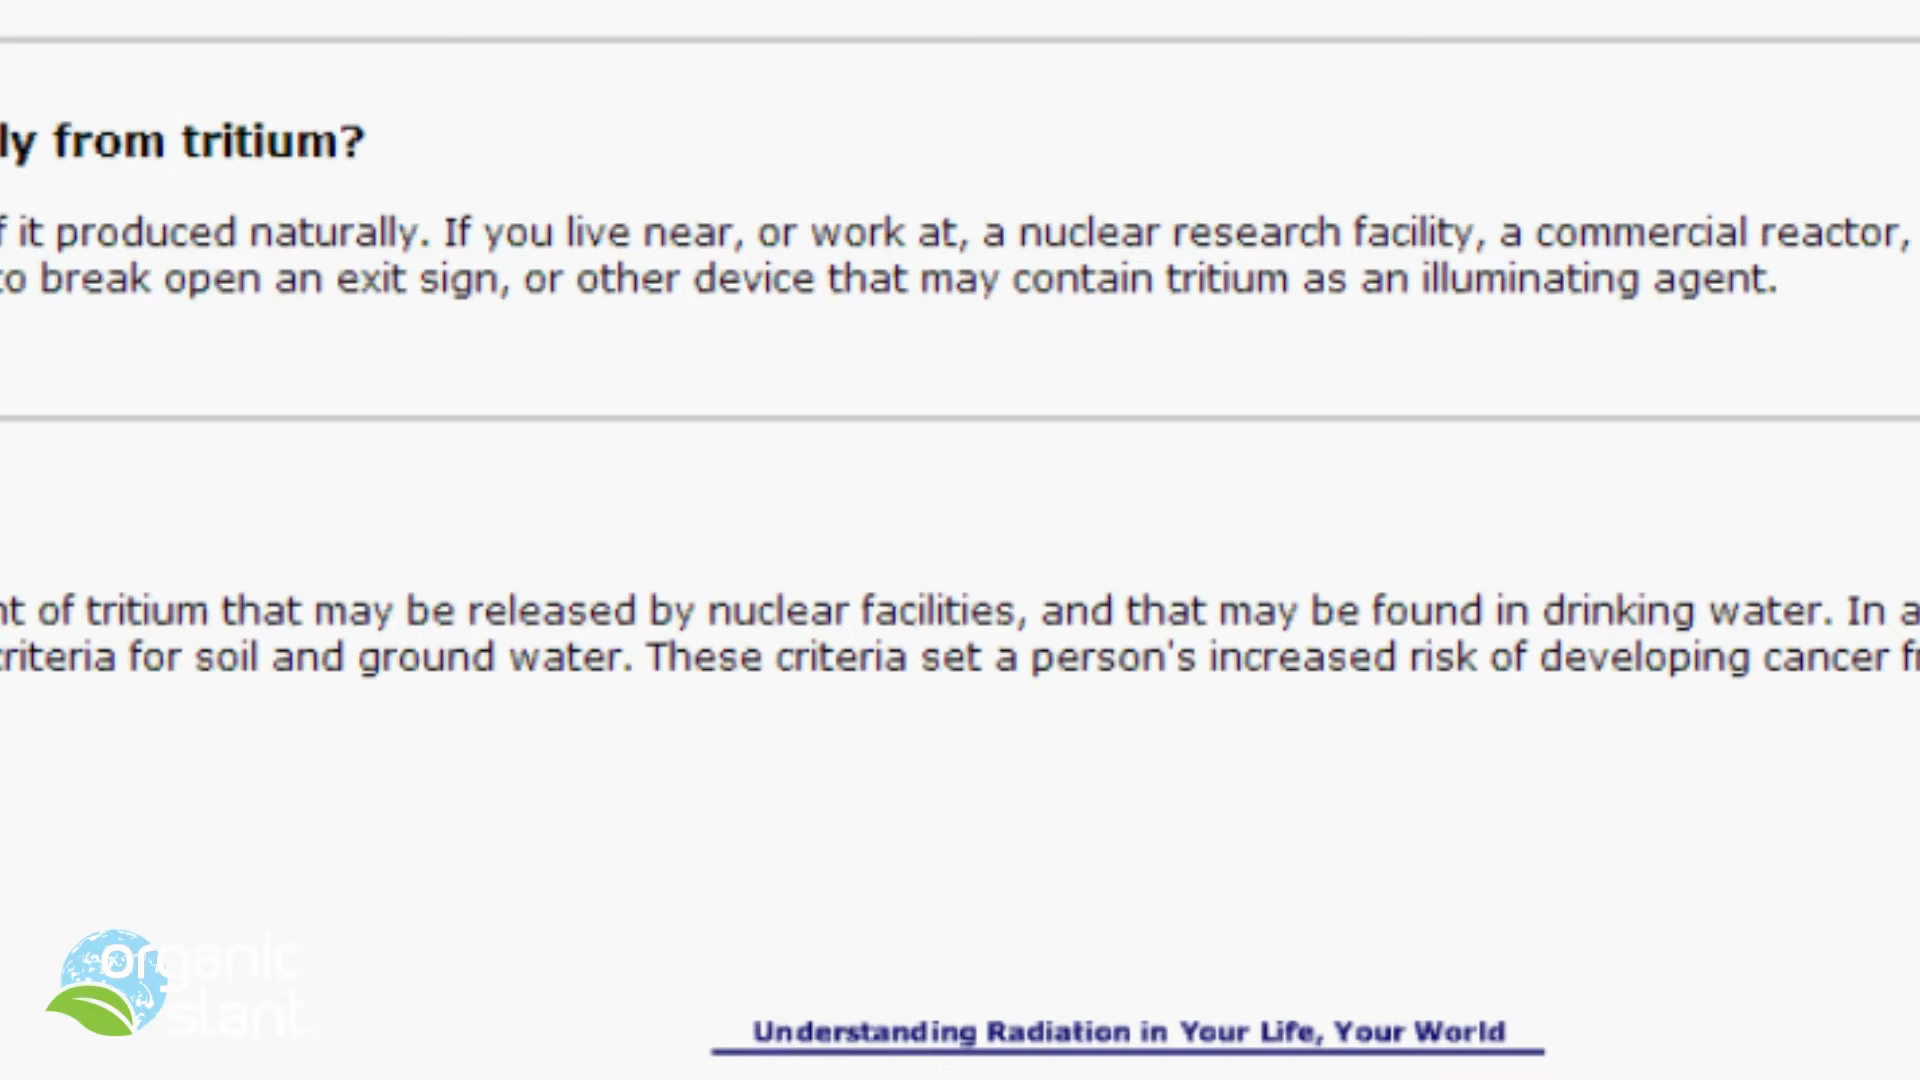 ly from tritium?
f it produced naturally. If you live near, or work at, a nuclear research facility, a commercial reactor,
to break open an exit sign, or other device that may contain tritium as an illuminating agent.
nt of tritium that may be released by nuclear facilities, and that may be found in drinking water. In a
criteria for soil and ground water. These criteria set a person's increased risk of developing cancer fr
organic
slant
Understanding Radiation in Your Life, Your World